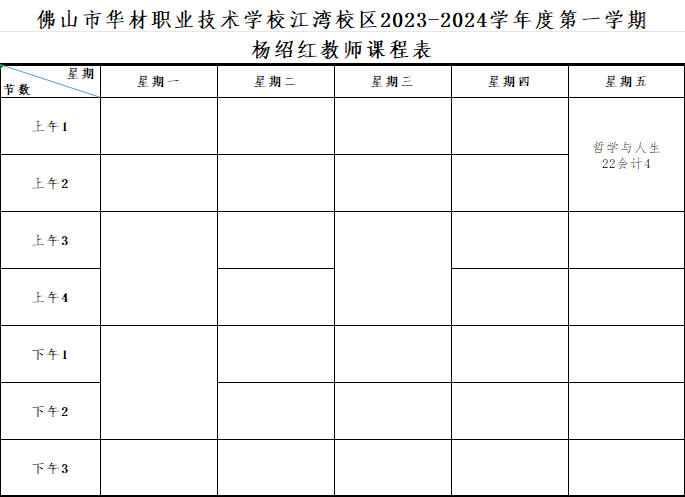 佛山市华材职业技术学校江湾校区2023-2024学年度第一学期
杨绍红教师课程表
星期
节数
星期一
星期二
星期三
星期四
星期五
上午1
哲学与人生
22会计4
上午2
上午3
上午4
下午1
下午2
下午3